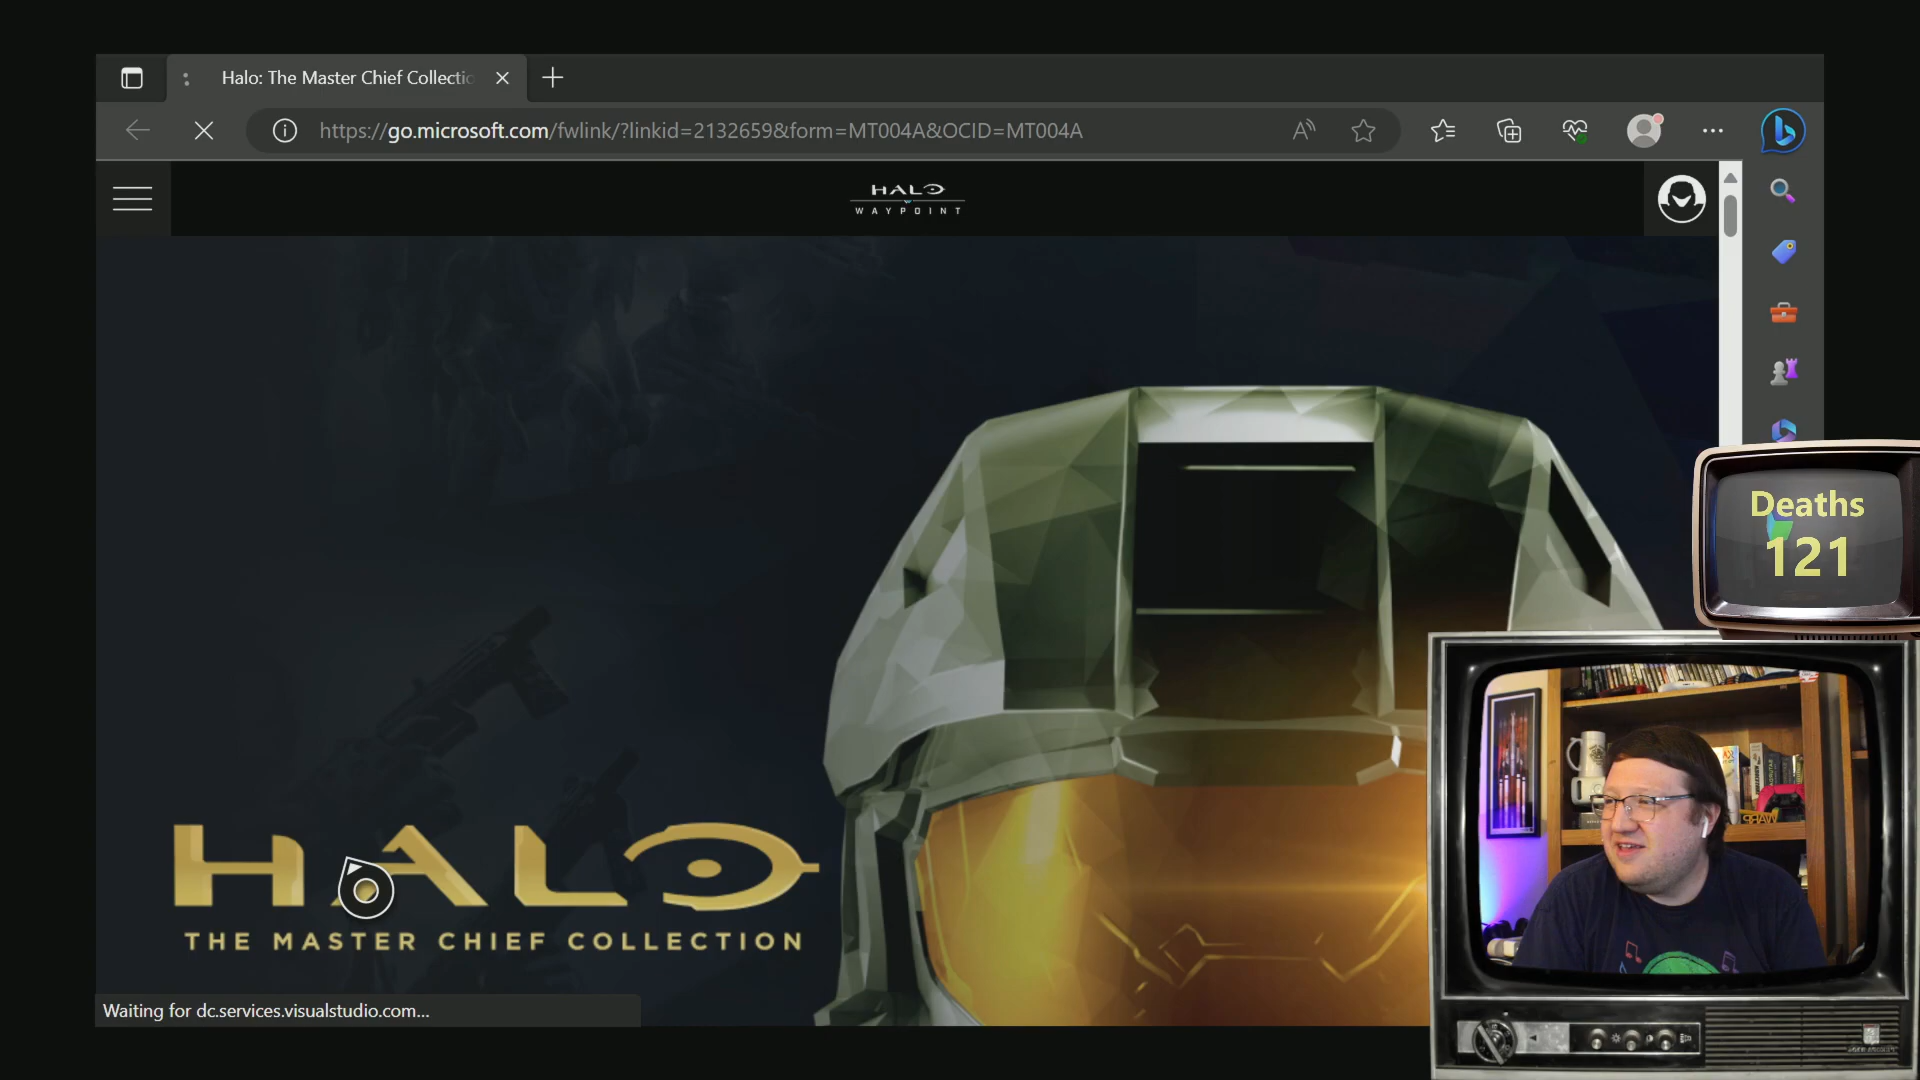 Halo: The Master Chief Collectio
https://go.microsoft.com/fwlink/?linkid=2132659&form=MT004A&OCID=MT004A
HALO
WAYPOINT
Deaths
121
HALO
THE MASTER CHIEF COLLECTION
Waiting for dc.services.visualstudio.com...